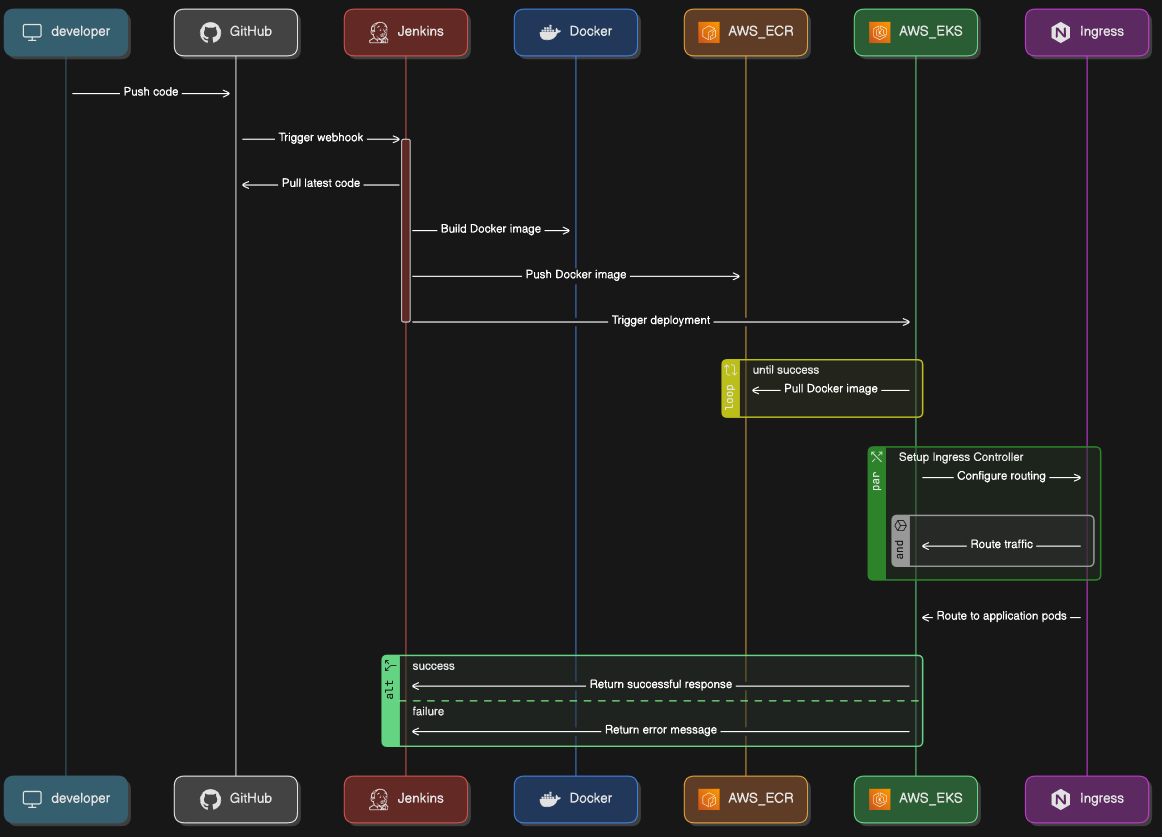 developer
GitHub
Jenkins
Docker
AWS_ECR
AWS_EKS
Ingress
Push code
Trigger webhook
Pull latest code
Build Docker image
Push Docker image
Trigger deployment
loop
until success
Pull Docker image
par
Setup Ingress Controller
Configure routing
and
Route traffic
Route to application pods
alt
success
Return successful response
failure
Return error message
developer
GitHub
Jenkins
Docker
AWS_ECR
AWS_EKS
Ingress